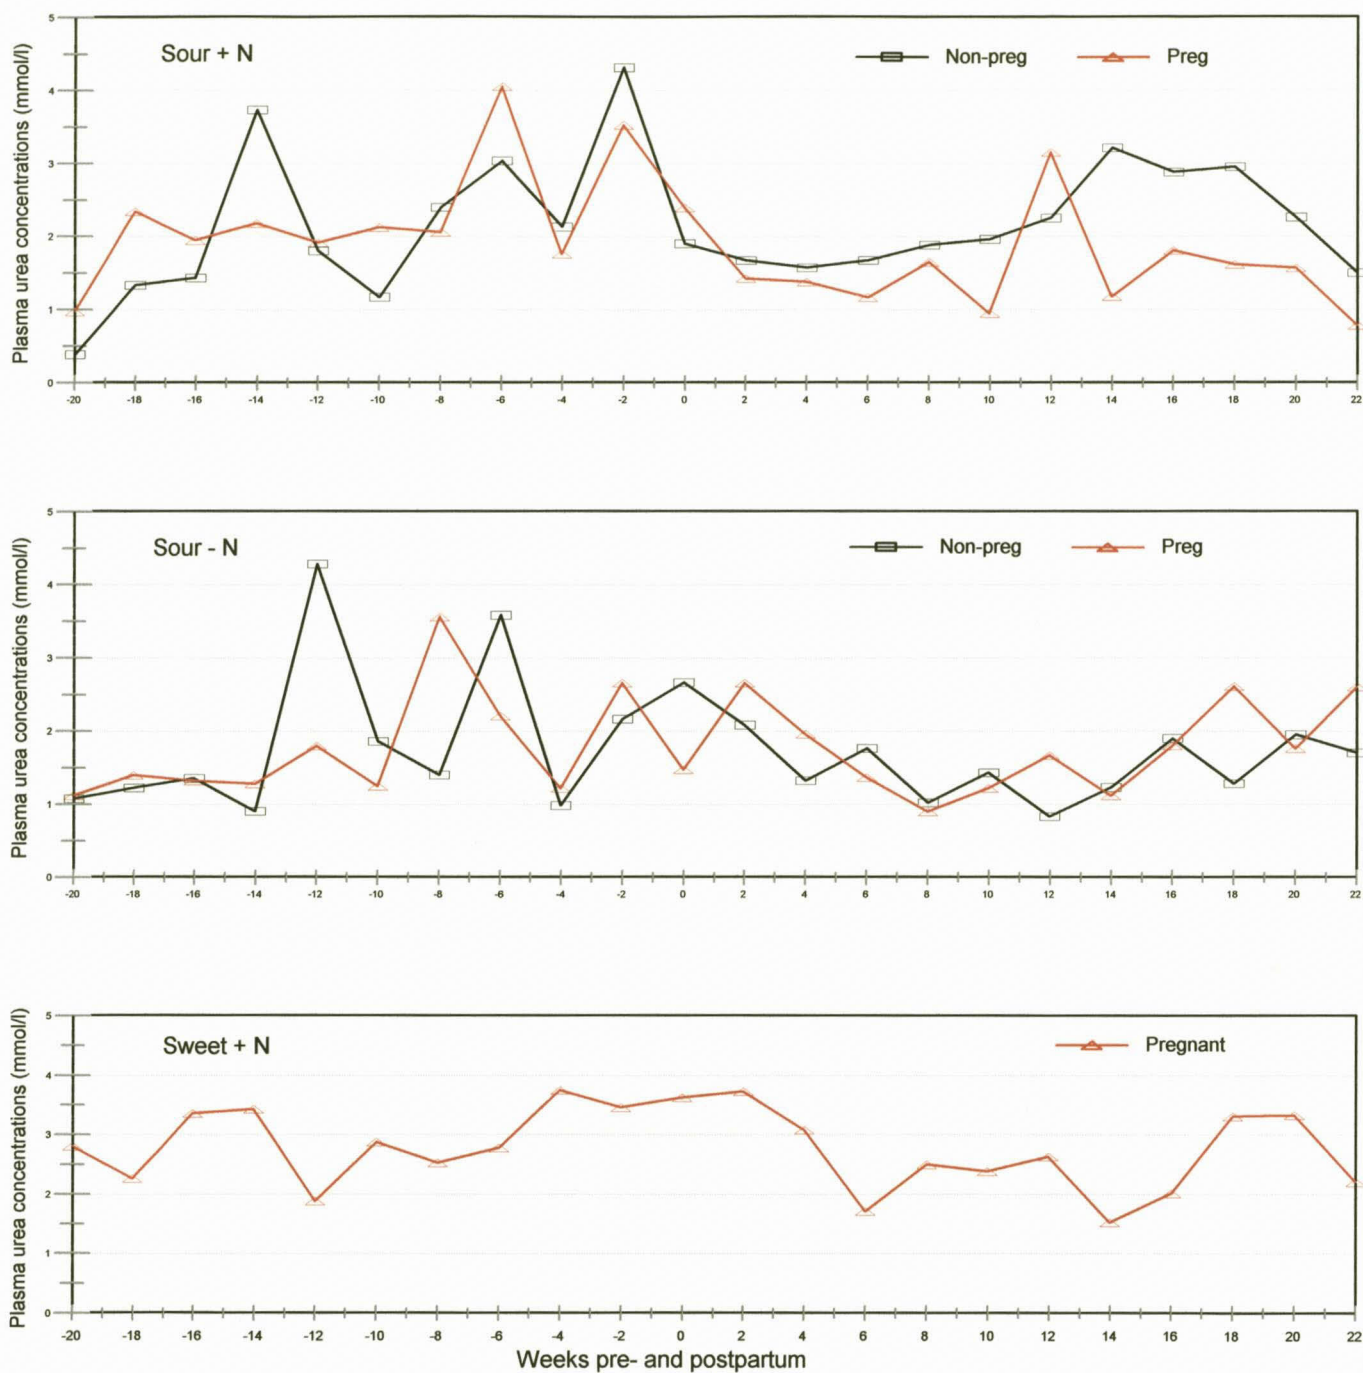 Plasma urea concentrations (mmol/l)
Sour + N
Non-preg
Preg
5
4
3
2
1
0
-20 -18 -16 -14 -12 -10 -8 -6 -4 -2 0 2 4 6 8 10 12 14 16 18 20 22
Plasma urea concentrations (mmol/l)
Sour - N
Non-preg
Preg
5
4
3
2
1
0
-20 -18 -16 -14 -12 -10 -8 -6 -4 -2 0 2 4 6 8 10 12 14 16 18 20 22
Plasma urea concentrations (mmol/l)
Sweet + N
Pregnant
5
4
3
2
1
0
-20 -18 -16 -14 -12 -10 -8 -6 -4 -2 0 2 4 6 8 10 12 14 16 18 20 22
Weeks pre- and postpartum